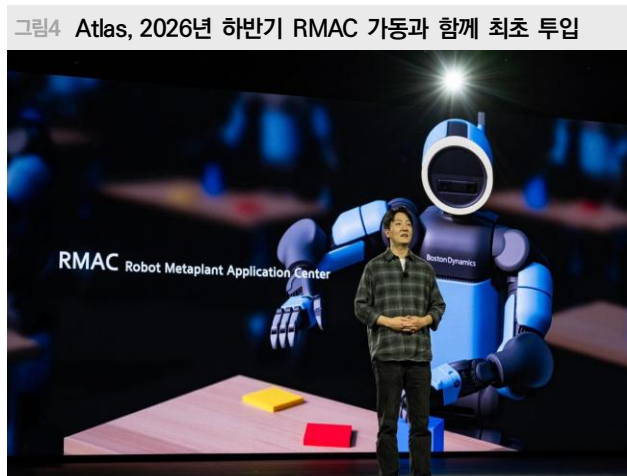 그림4 Atlas, 2026년 하반기 RMAC 가동과 함께 최초 투입
RMAC Robot Metaplant Application Center
Boston Dynamics